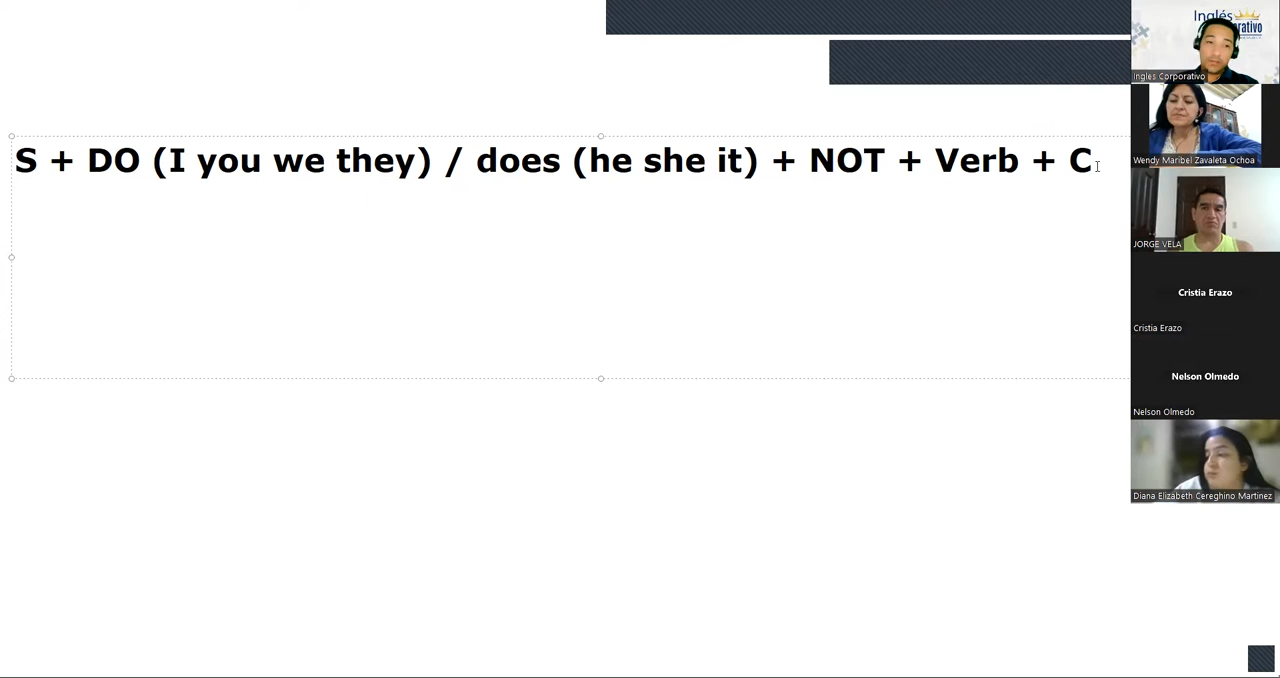 S + DO (I you we they) / does (he she it) + NOT + Verb + C
Inglés
Ingles Corporativo
Wendy Maribel Zavaleta Ochoa
JORGE VELA
Cristia Erazo
Cristia Erazo
Nelson Olmedo
Nelson Olmedo
Diana Elizabeth Cereghino Martinez